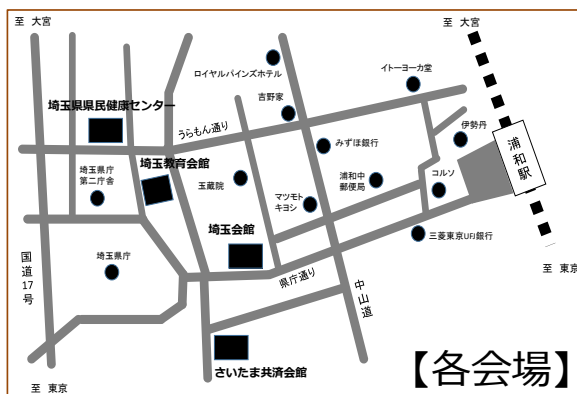 至 大宮
至 大宮
ロイヤルパインズホテル
イトーヨーカ堂
埼玉県県民健康センター
吉野家
うらもん通り
伊勢丹
みずほ銀行
浦和駅
埼玉教育会館
埼玉県庁
第二庁舎
玉蔵院
浦和中
郵便局
コルソ
マツモト
キヨシ
埼玉会館
三菱東京UFJ銀行
埼玉県庁
国道17号
県庁通り
中山道
至 東京
さいたま共済会館
至 東京
【各会場】